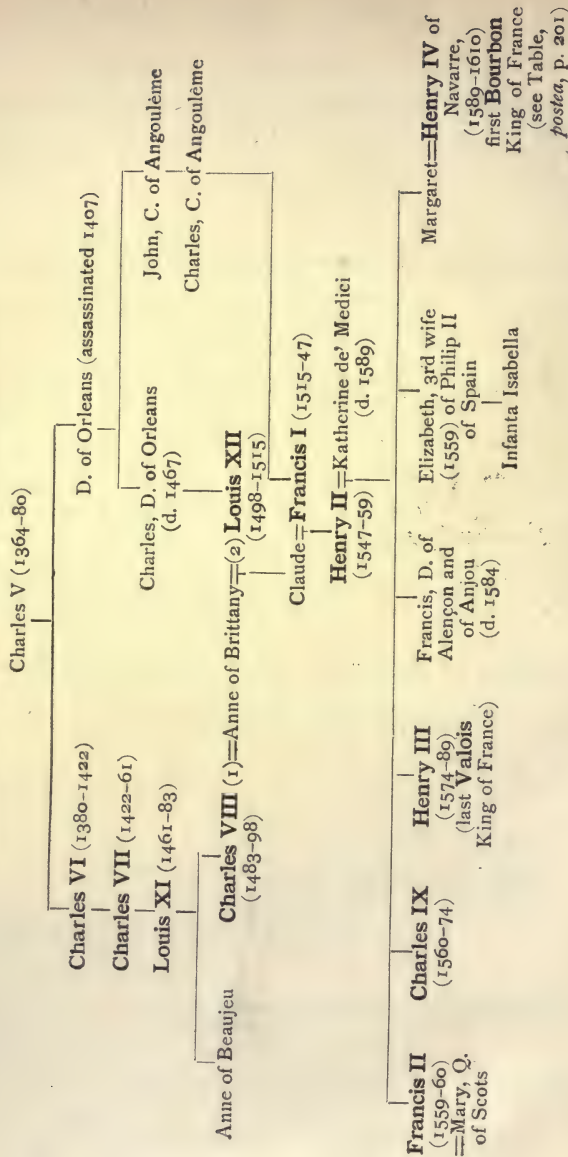 Charles V (1364–80)
D. of Orleans (assassinated 1407)
Charles VI (1380–1422)
Charles VII (1422–61)
Louis XI (1461–83)
Charles, D. of Orleans
(d. 1467)
John, C. of Angoulême
Charles, C. of Angoulême
Anne of Beaujeu
Charles VIII (1)=Anne of Brittany=(2) Louis XII
(1483–98)
(1498–1515)
Claude=Francis I (1515–47)
Henry II=Katherine de' Medici
(1547–59)
(d. 1589)
Francis II
(1559–60)
=Mary, Q.
of Scots
Charles IX
(1560–74)
Henry III
(1574–89)
(last Valois
King of France)
Francis, D. of
Alençon and
of Anjou
(d. 1584)
Elizabeth, 3rd wife
(1559) of Philip II
of Spain
Infanta Isabella
Margaret=Henry IV of
Navarre,
(1589–1610)
first Bourbon
King of France
(see Table,
postea, p. 201)